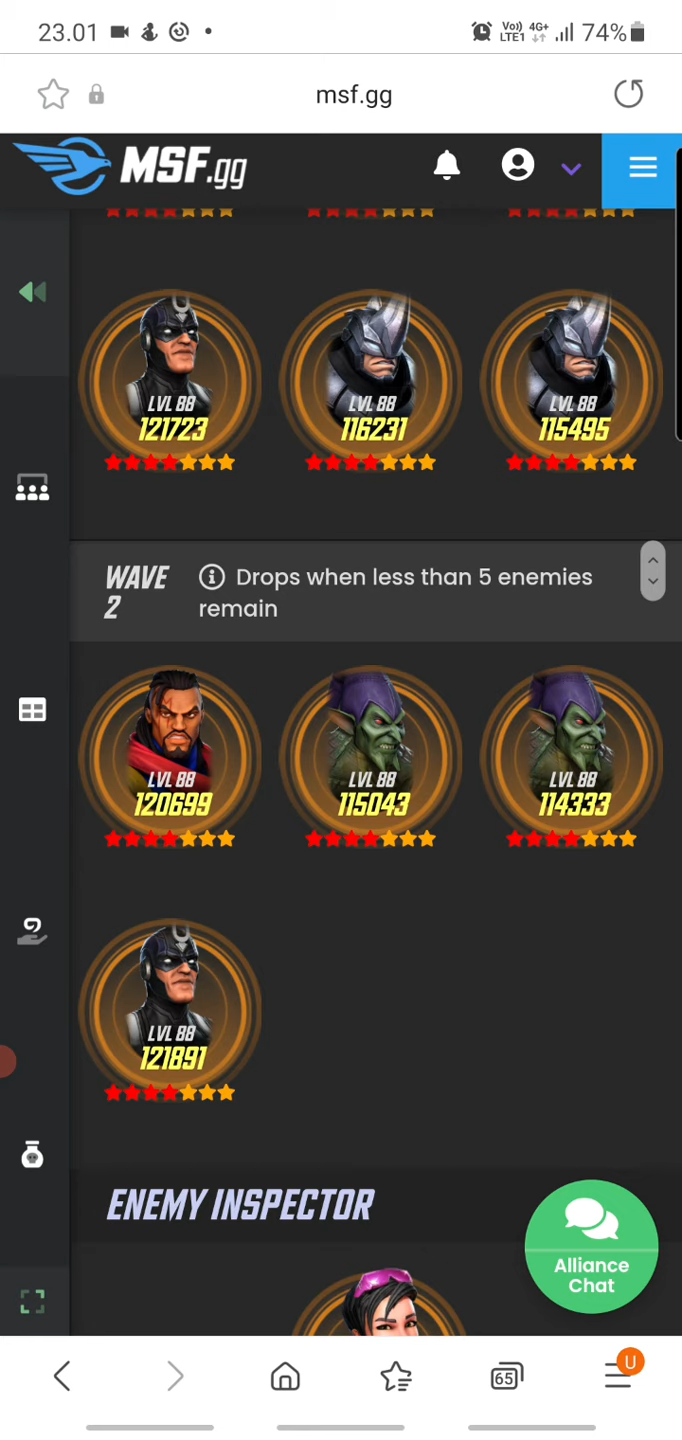 23.01 Vo)) 4G+ LTE1 74%
msf.gg
MSF.gg
LVL 88 LVL 88 LVL 88
121723 116231 115495
WAVE 2
Drops when less than 5 enemies
remain
LVL 88 LVL 88 LVL 88
120699 115043 114333
LVL 88
121891
ENEMY INSPECTOR
Alliance
Chat
65
U